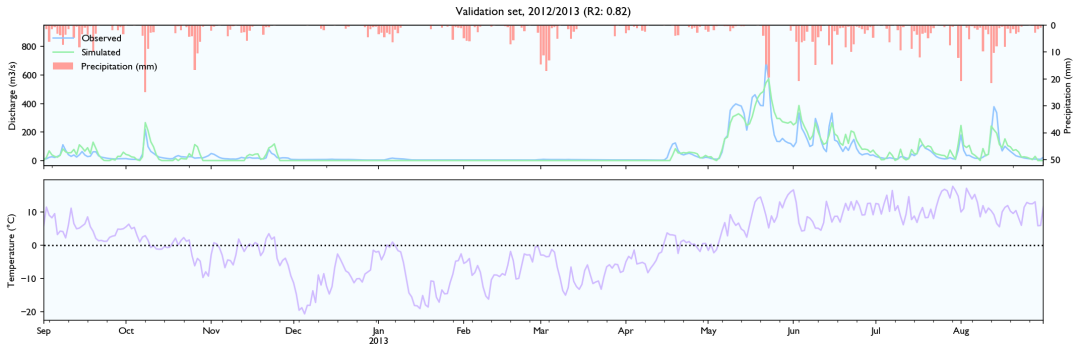 Validation set, 2012/2013 (R2: 0.82)
Observed
Simulated
Precipitation (mm)
Discharge (m3/s)
800
600
400
200
0
Precipitation (mm)
0
10
20
30
40
50
Temperature (°C)
10
0
−10
−20
Sep Oct Nov Dec Jan Feb Mar Apr May Jun Jul Aug
2013